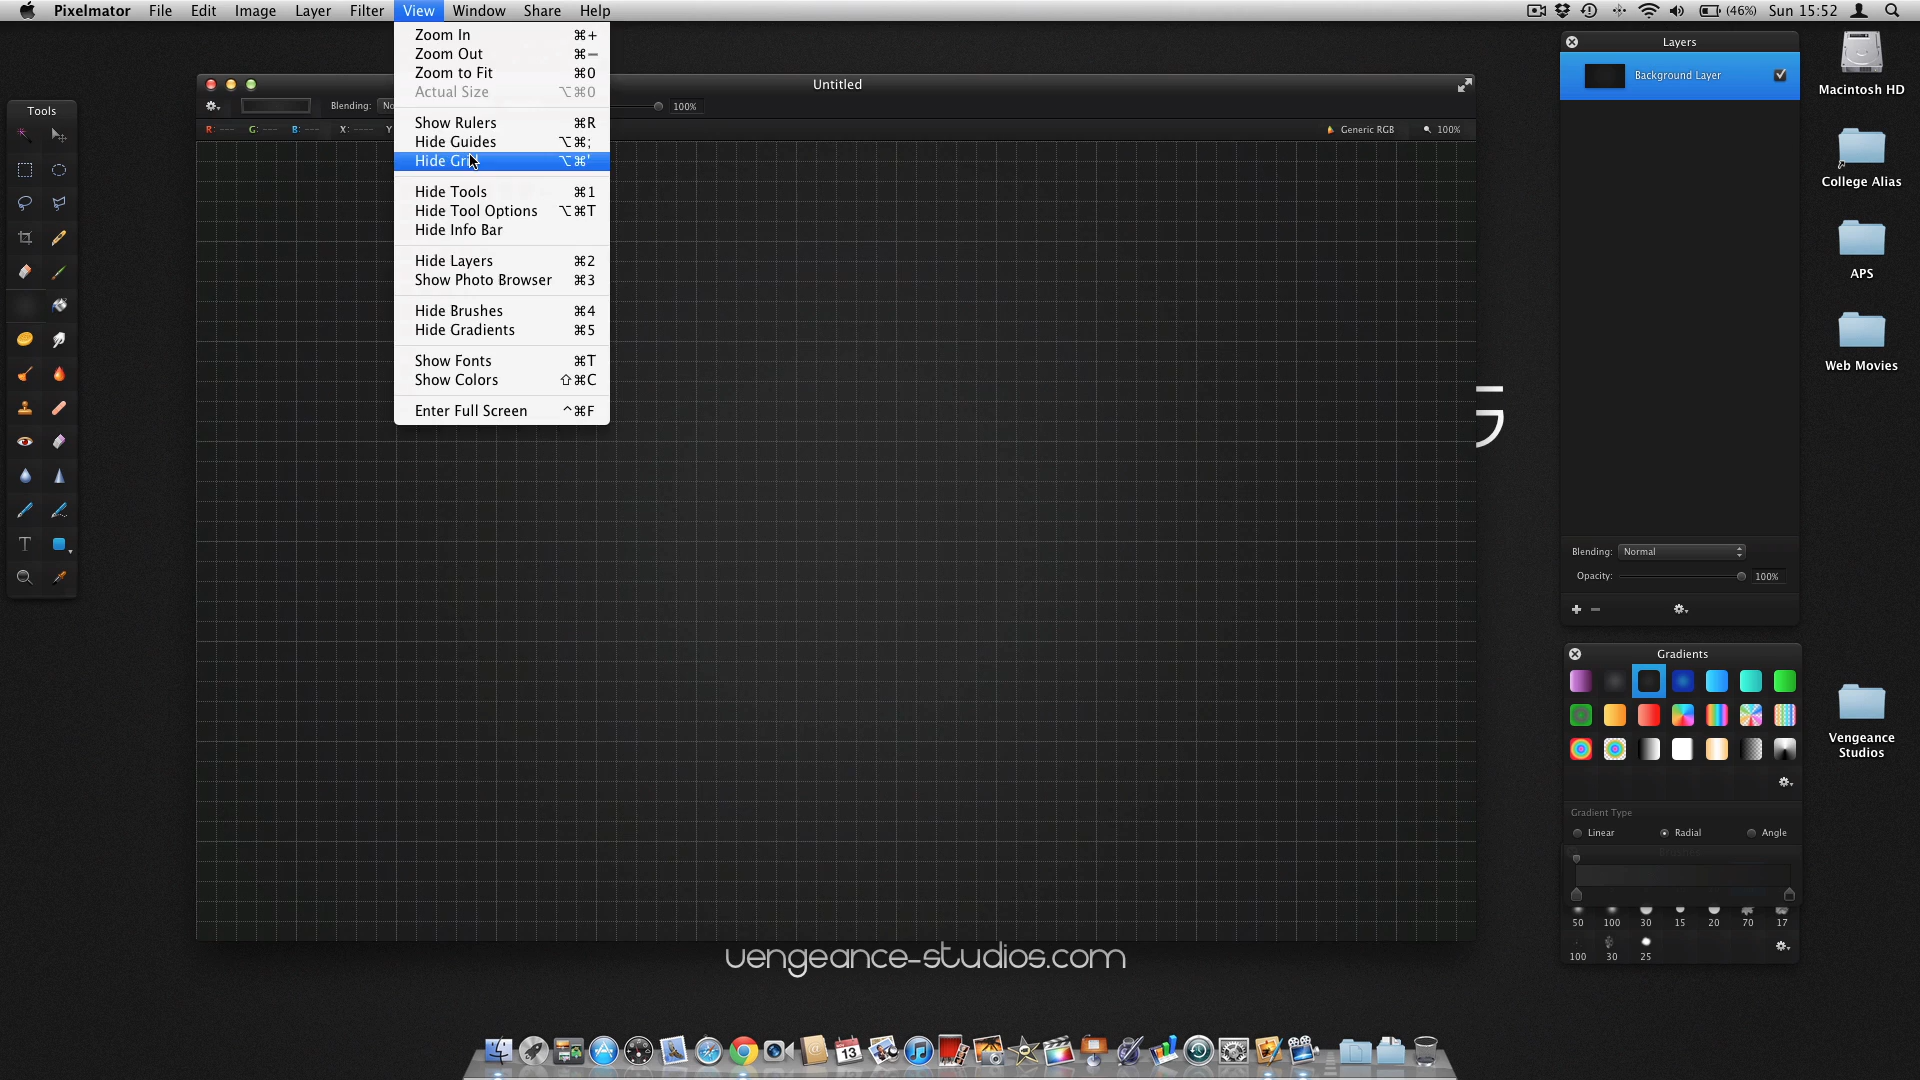 Pixelmator File Edit Image Layer Filter View Window Share Help
(46%) Sun 15:52
Zoom In ⌘+
Zoom Out ⌘–
Zoom to Fit ⌘0
Actual Size ⌥⌘0
Show Rulers ⌘R
Hide Guides ⌥⌘;
Hide ⌥⌘'
Hide Tools ⌘1
Hide Tool Options ⌥⌘T
Hide Info Bar
Hide Layers ⌘2
Show Photo Browser ⌘3
Hide Brushes ⌘4
Hide Gradients ⌘5
Show Fonts ⌘T
Show Colors ⇧⌘C
Enter Full Screen ^⌘F
Tools
T
Untitled
Blending: 100%
R: --- G: --- B: --- X: ---- Y
Generic RGB 100%
vengeance-studios.com
Layers
Background Layer
Blending: Normal
Opacity: 100%
Gradients
Gradient Type
Linear Radial Angle
50 100 30 15 20 70 17
100 30 25
Macintosh HD
College Alias
APS
Web Movies
Vengeance
Studios
13